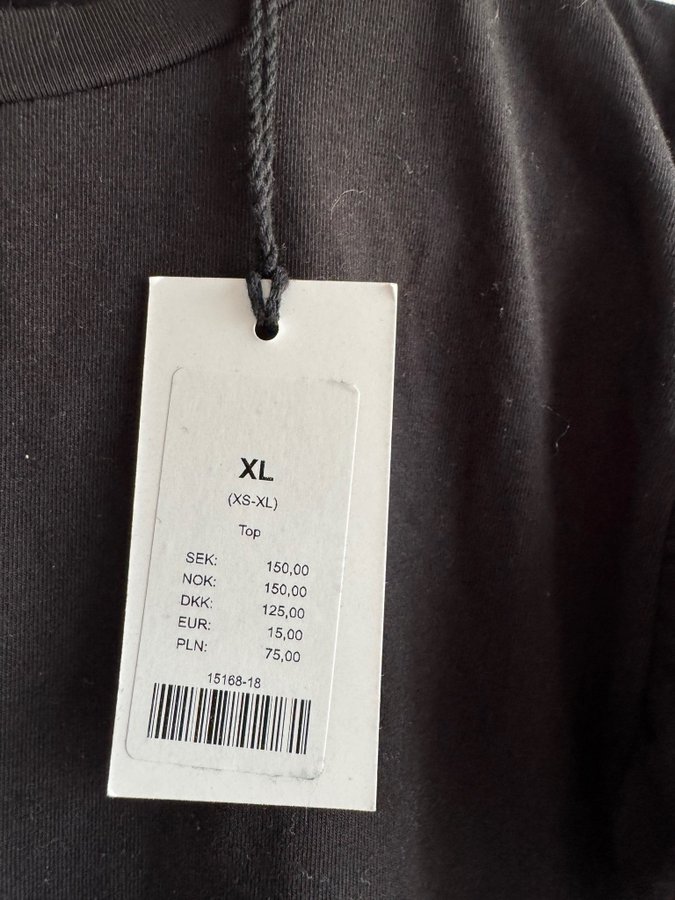 XL
(XS-XL)
Top
SEK: 150,00
NOK: 150,00
DKK: 125,00
EUR: 15,00
PLN: 75,00
15168-18